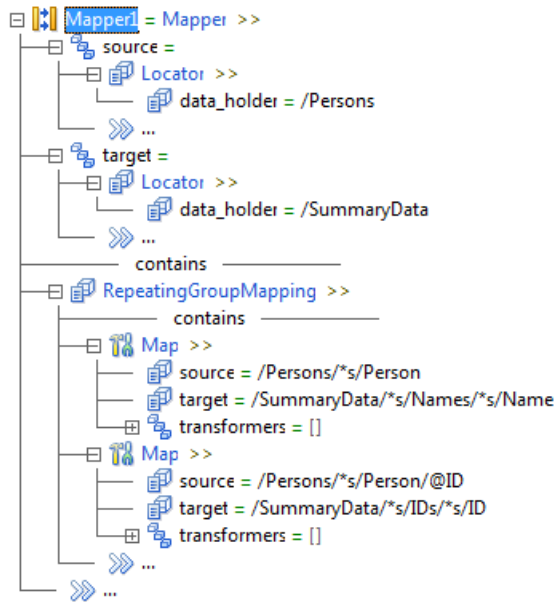 Mapper1 = Mapper >>
source =
Locator >>
data_holder = /Persons
...
target =
Locator >>
data_holder = /SummaryData
...
contains
RepeatingGroupMapping >>
contains
Map >>
source = /Persons/*s/Person
target = /SummaryData/*s/Names/*s/Name
transformers = []
Map >>
source = /Persons/*s/Person/@ID
target = /SummaryData/*s/IDs/*s/ID
transformers = []
...
...